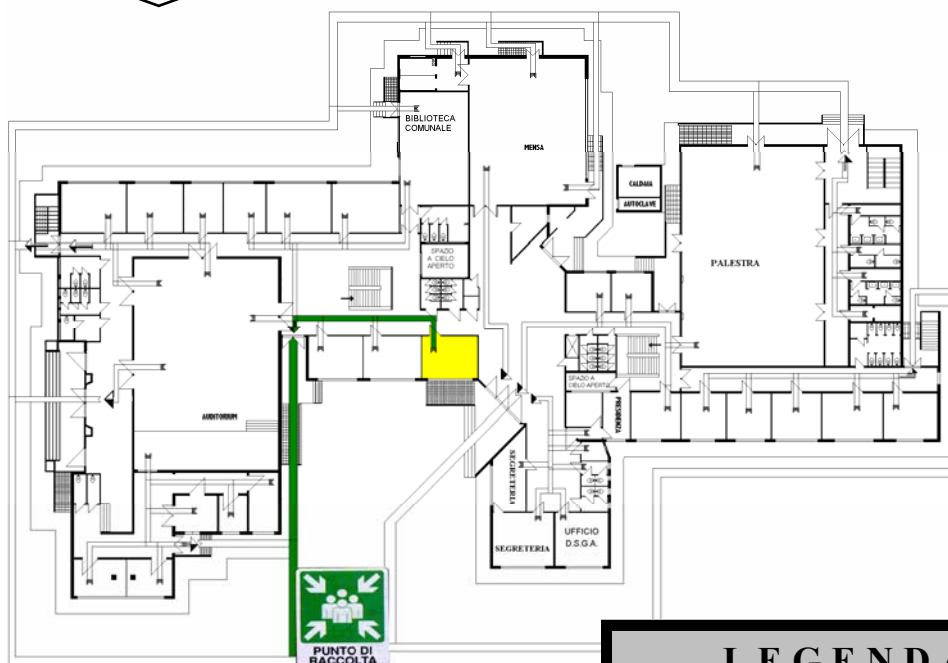 BIBLIOTECA
COMUNALE
MENSA
CALDAIA
AUTOCLAVE
SPAZIO
A CIELO
APERTO
PALESTRA
SPAZIO A
CIELO APERTO
PRESIDENZA
AUDITORIUM
SEGRETERIA
SEGRETERIA
UFFICIO
D.S.G.A.
PUNTO DI
RACCOLTA
LEGEND